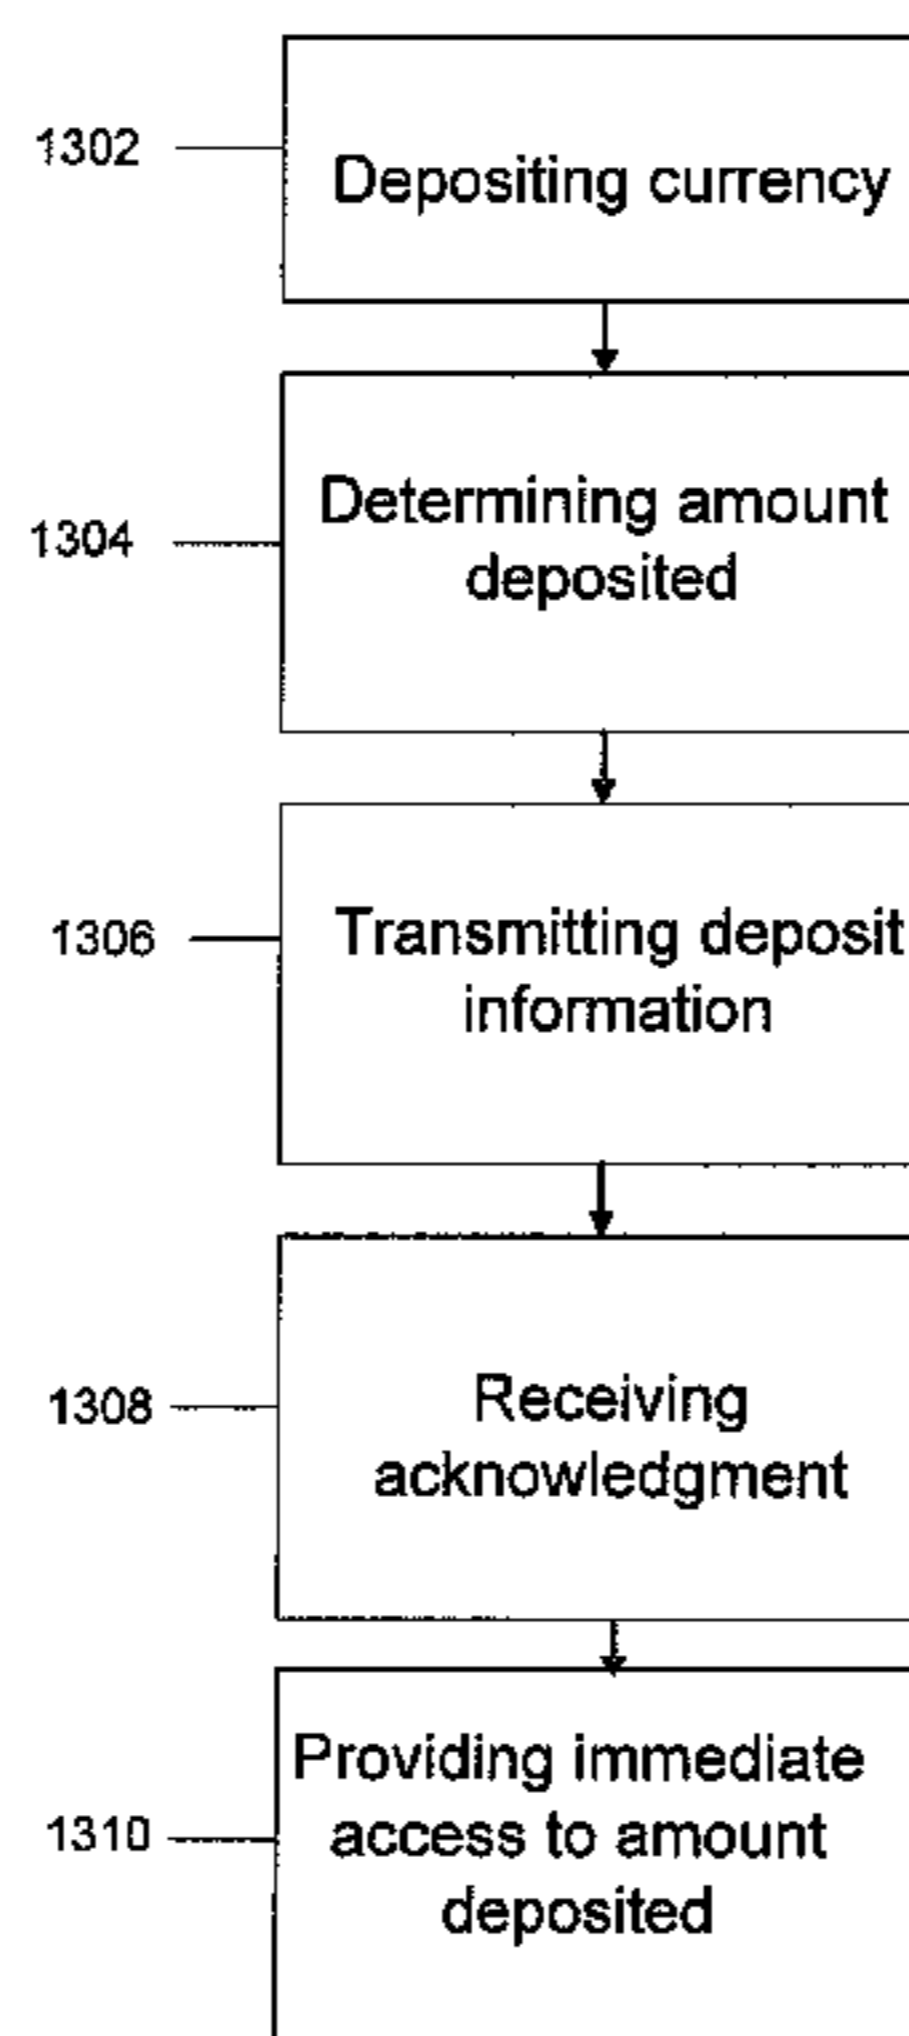 1302
Depositing currency
1304
Determining amount
deposited
1306
Transmitting deposit
information
1308
Receiving
acknowledgment
1310
Providing immediate
access to amount
deposited